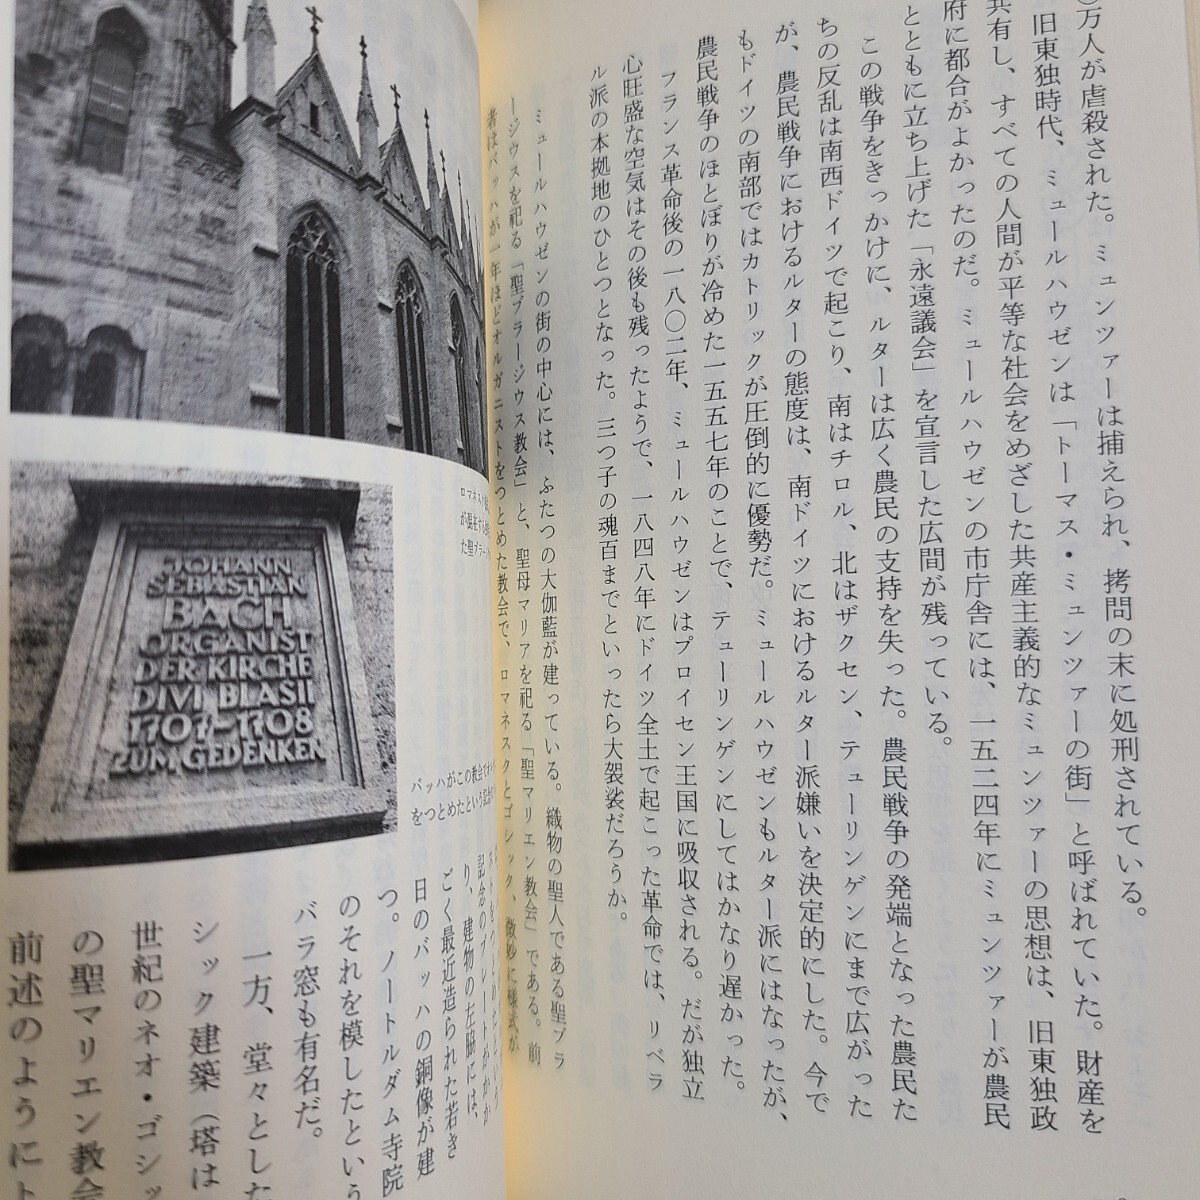 〇万人が虐殺された。ミュンツァーは捕えられ、拷問の末に処刑されている。
旧東独時代、ミュールハウゼンは「トーマス・ミュンツァーの街」と呼ばれていた。財産を
共有し、すべての人間が平等な社会をめざした共産主義的なミュンツァーの思想は、旧東独政
府に都合がよかったのだ。ミュールハウゼンの市庁舎には、一五二四年にミュンツァーが農民
とともに立ち上げた「永遠議会」を宣言した広間が残っている。
この戦争をきっかけに、ルターは広く農民の支持を失った。農民戦争の発端となった農民た
ちの反乱は南西ドイツで起こり、南はチロル、北はザクセン、テューリンゲンにまで広がった
が、農民戦争におけるルターの態度は、南ドイツにおけるルター派嫌いを決定的にした。今で
もドイツの南部ではカトリックが圧倒的に優勢だ。ミュールハウゼンもルター派にはなったが、
農民戦争のほとぼりが冷めた一五五七年のことで、テューリンゲンにしてはかなり遅かった。
フランス革命後の一八〇二年、ミュールハウゼンはプロイセン王国に吸収される。だが独立
心旺盛な空気はその後も残ったようで、一八四八年にドイツ全土で起こった革命では、リベラ
ル派の本拠地のひとつとなった。三つ子の魂百までといったら大袈裟だろうか。
ミュールハウゼンの街の中心には、ふたつの大伽藍が建っている。織物の聖人である聖ブラ
ージウスを祀る「聖ブラージウス教会」と、聖母マリアを祀る「聖マリエン教会」である。前
者はバッハが一年ほどオルガニストをつとめた教会で、ロマネスクとゴシック、微妙に様式が
ロマネスク
が混在する
た聖ブラー
JOHANN
SEBASTIAN
BACH
ORGANIST
DER KIRCHE
DIVI BLASII
1707–1708
ZUM GEDENKEN
バッハがこの教会でオル
をつとめたという記
記念のプレートがかか
り、建物の左脇には、
ごく最近造られた若き
日のバッハの銅像が建
つ。ノートルダム寺院
のそれを模したという
バラ窓も有名だ。
一方、堂々とした
シック建築(塔は
世紀のネオ・ゴシッ
の聖マリエン教会
前述のように